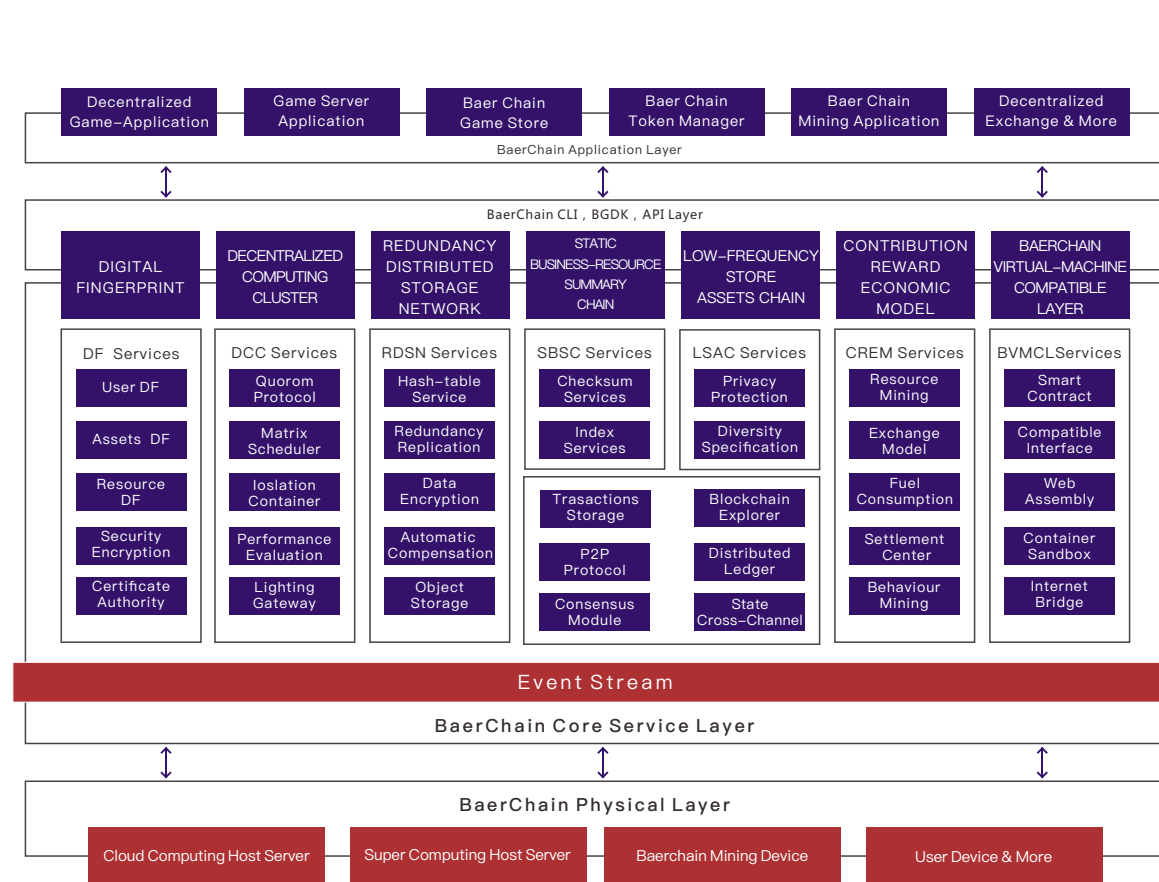 Decentralized
Game-Application
Game Server
Application
Baer Chain
Game Store
Baer Chain
Token Manager
Baer Chain
Mining Application
Decentralized
Exchange & More
BaerChain Application Layer
BaerChain CLI , BGDK , API Layer
DIGITAL
FINGERPRINT
DECENTRALIZED
COMPUTING
CLUSTER
REDUNDANCY
DISTRIBUTED
STORAGE
NETWORK
STATIC
BUSINESS-RESOURCE
SUMMARY
CHAIN
LOW-FREQUENCY
STORE
ASSETS CHAIN
CONTRIBUTION
REWARD
ECONOMIC
MODEL
BAERCHAIN
VIRTUAL-MACHINE
COMPATIBLE
LAYER
DF Services
User DF
Assets DF
Resource
DF
Security
Encryption
Certificate
Authority
DCC Services
Quorom
Protocol
Matrix
Scheduler
Ioslation
Container
Performance
Evaluation
Lighting
Gateway
RDSN Services
Hash-table
Service
Redundancy
Replication
Data
Encryption
Automatic
Compensation
Object
Storage
SBSC Services
Checksum
Services
Index
Services
LSAC Services
Privacy
Protection
Diversity
Specification
Trasactions
Storage
P2P
Protocol
Consensus
Module
Blockchain
Explorer
Distributed
Ledger
State
Cross-Channel
CREM Services
Resource
Mining
Exchange
Model
Fuel
Consumption
Settlement
Center
Behaviour
Mining
BVMCLServices
Smart
Contract
Compatible
Interface
Web
Assembly
Container
Sandbox
Internet
Bridge
Event Stream
BaerChain Core Service Layer
BaerChain Physical Layer
Cloud Computing Host Server
Super Computing Host Server
Baerchain Mining Device
User Device & More